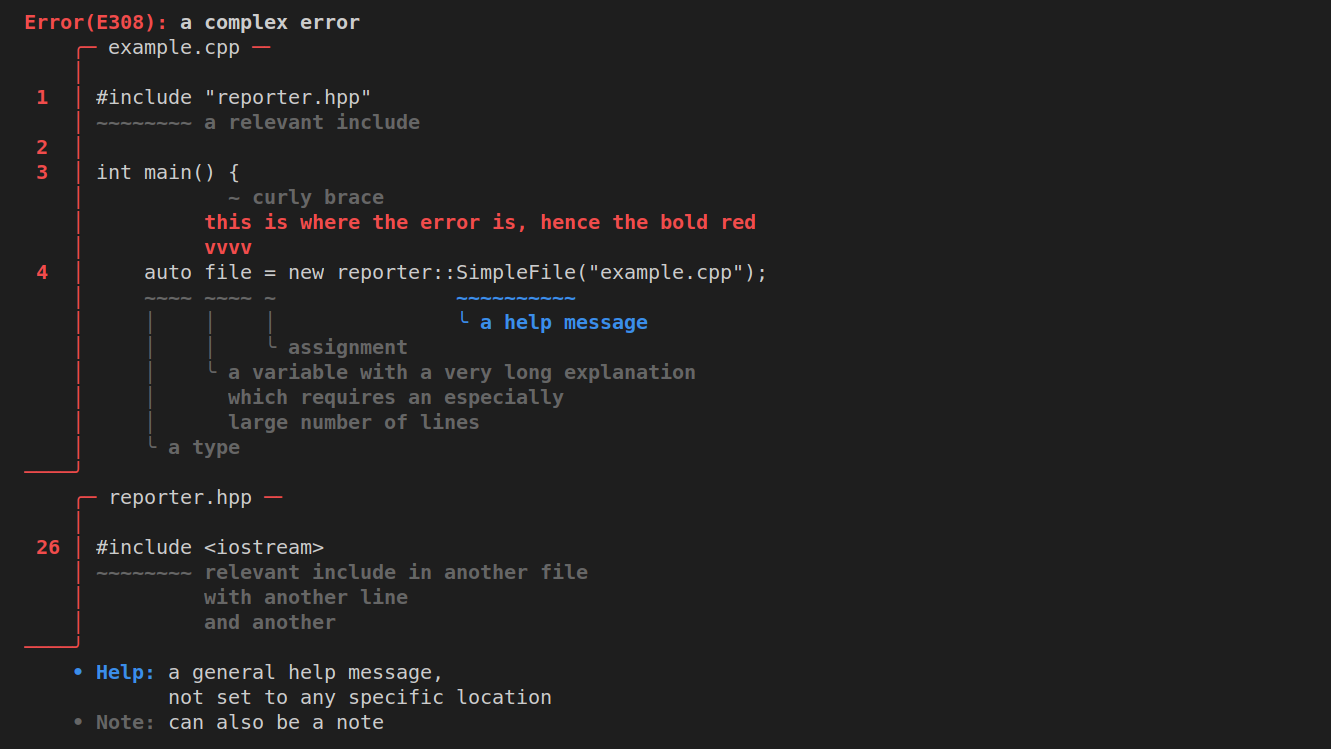 Error(E308): a complex error
╭─ example.cpp ─
│
1 │ #include "reporter.hpp"
│ ~~~~~~~~ a relevant include
2 │
3 │ int main() {
│            ~ curly brace
│          this is where the error is, hence the bold red
│          vvvv
4 │     auto file = new reporter::SimpleFile("example.cpp");
│     ~~~~ ~~~~ ~               ~~~~~~~~~~
│     │    │    │               ╰ a help message
│     │    │    ╰ assignment
│     │    ╰ a variable with a very long explanation
│     │      which requires an especially
│     │      large number of lines
│     ╰ a type
────╯
╭─ reporter.hpp ─
│
26 │ #include <iostream>
│ ~~~~~~~~ relevant include in another file
│          with another line
│          and another
────╯
• Help: a general help message,
not set to any specific location
• Note: can also be a note